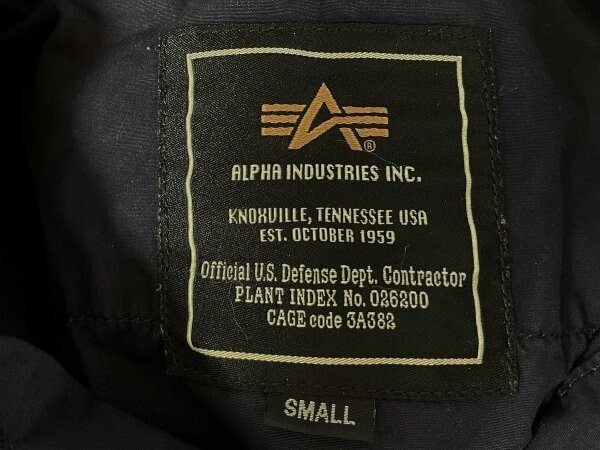 ALPHA INDUSTRIES INC.
KNOXVILLE, TENNESSEE USA
EST. OCTOBER 1959
Official U.S. Defense Dept. Contractor
PLANT INDEX No. 026200
CAGE code 3A382
SMALL